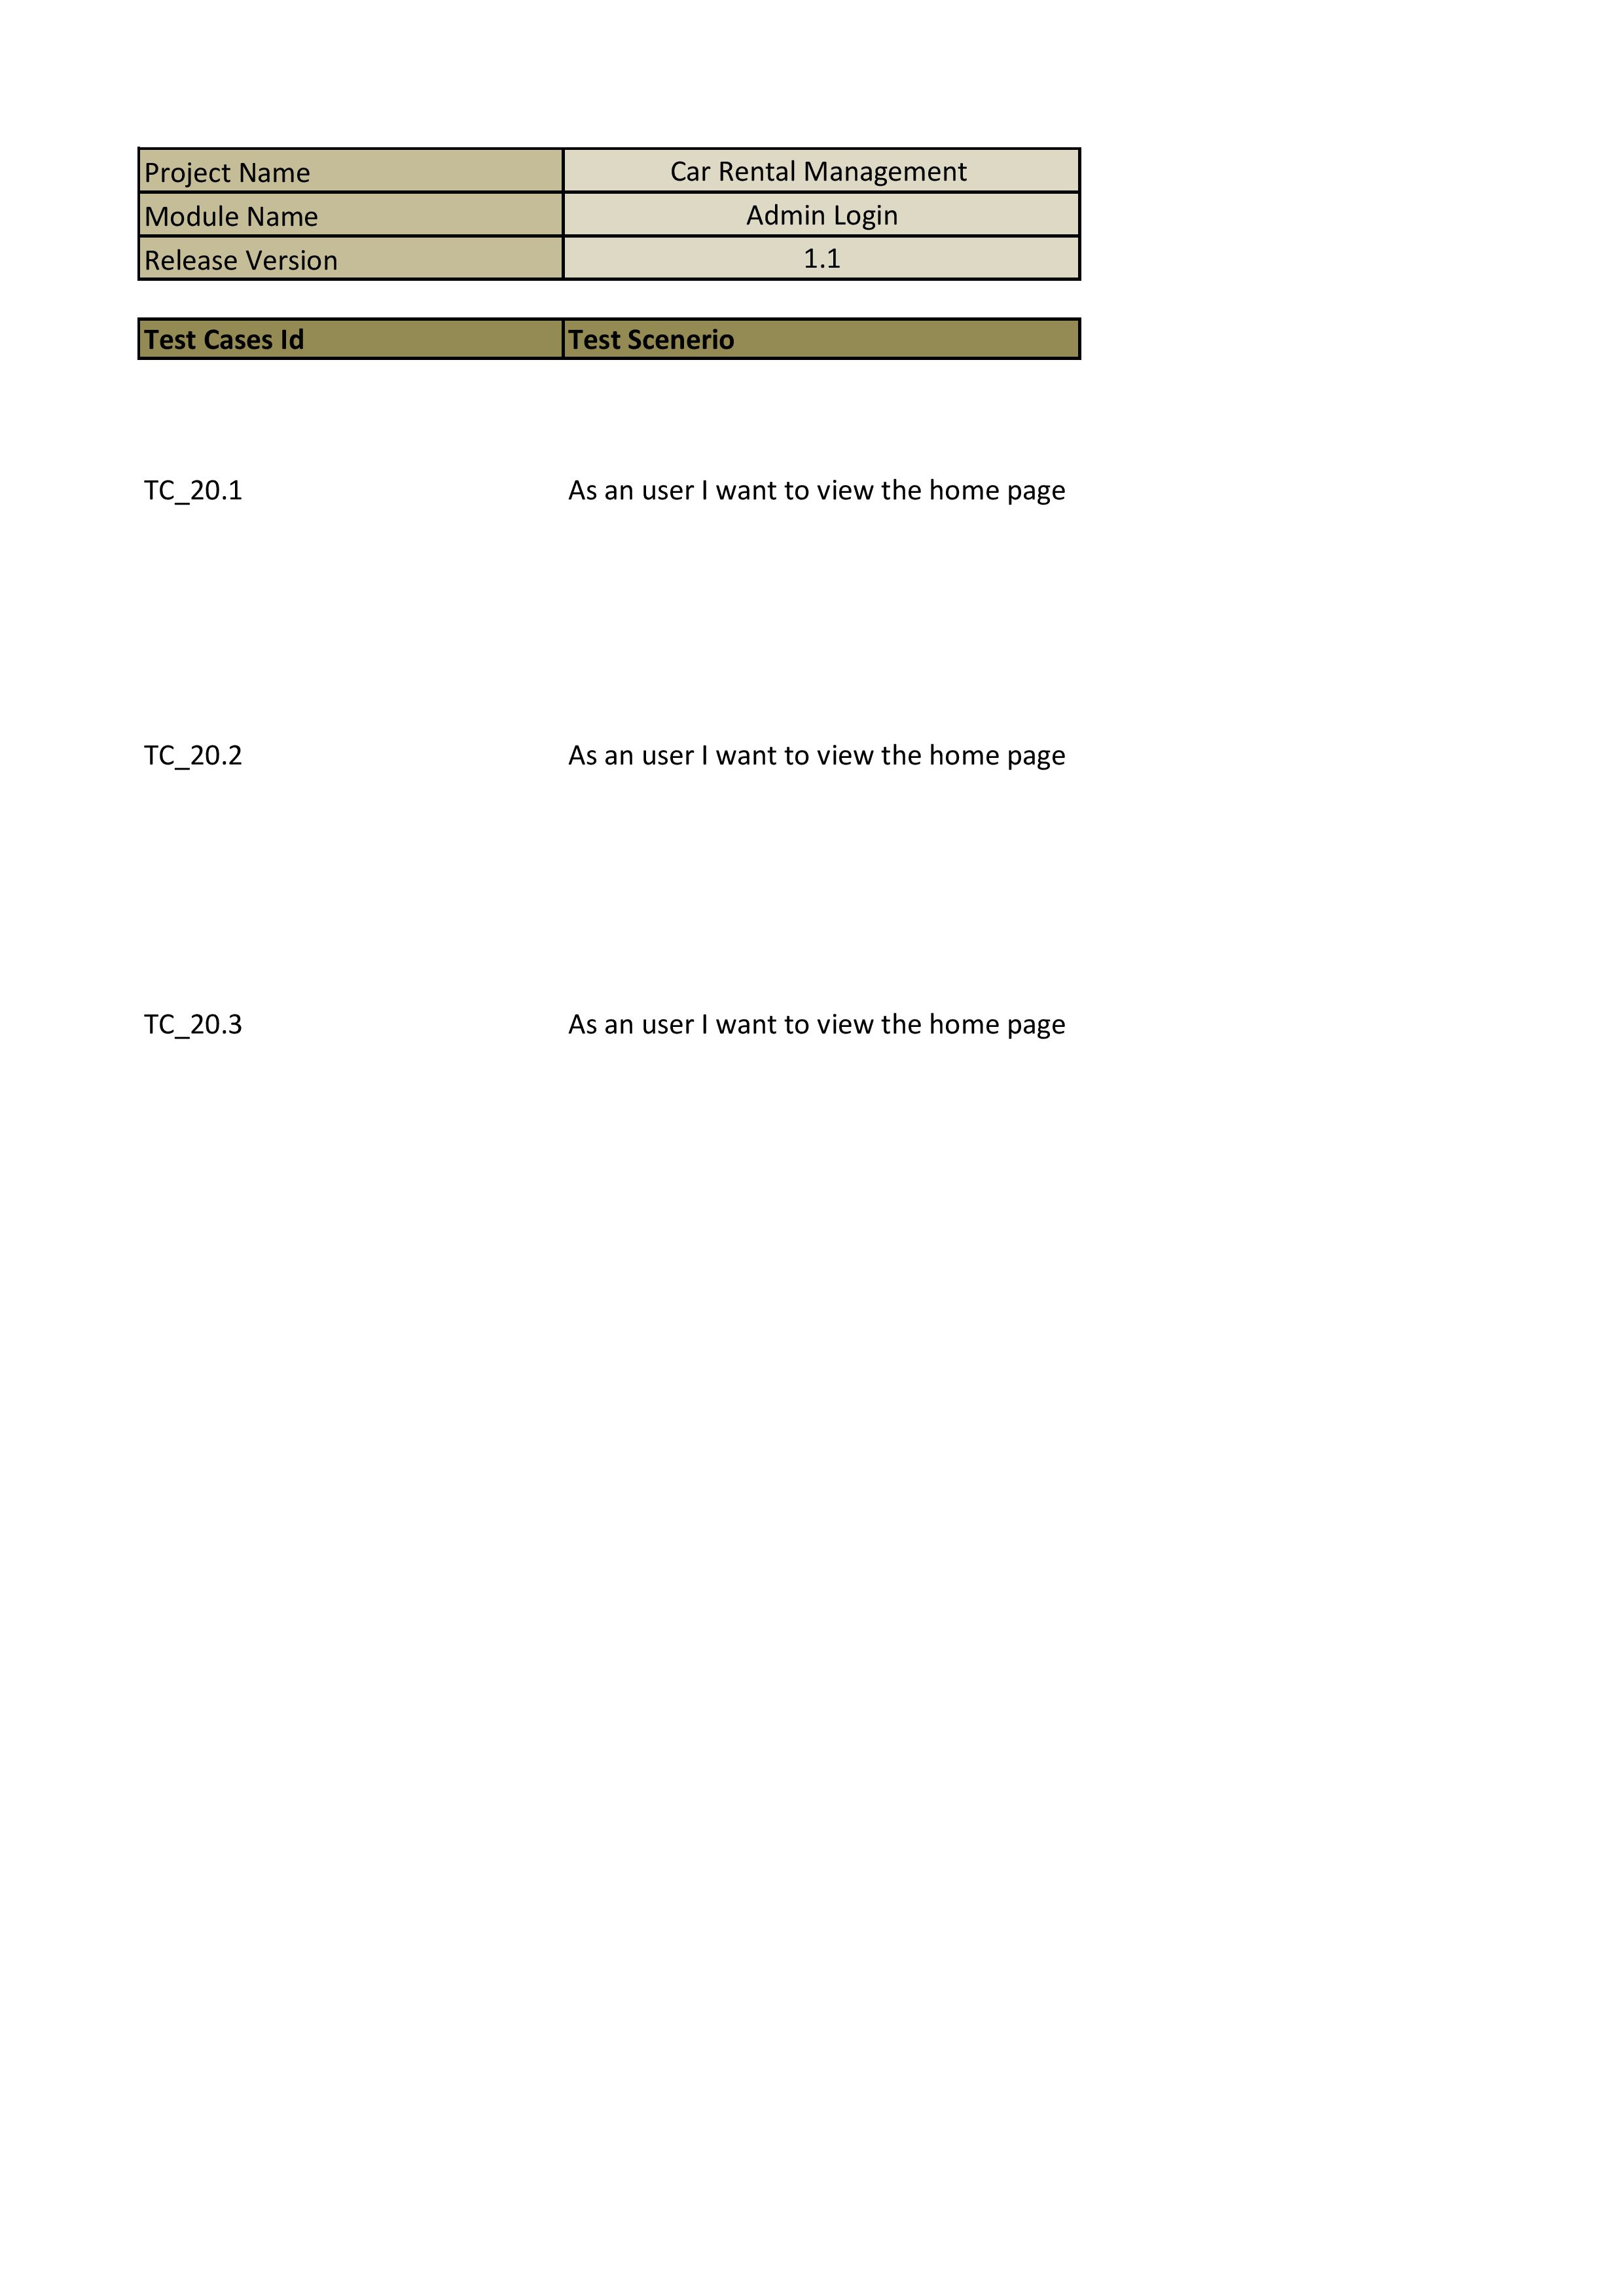 Project Name Car Rental Management
Module Name Admin Login
Release Version 1.1
Test Cases Id Test Scenerio
TC_20.1 As an user I want to view the home page
TC_20.2 As an user I want to view the home page
TC_20.3 As an user I want to view the home page